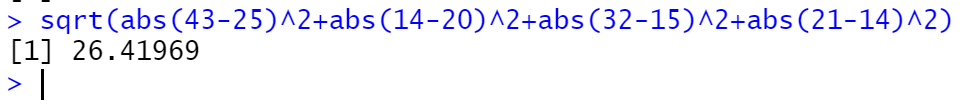 > sqrt(abs(43-25)^2+abs(14-20)^2+abs(32-15)^2+abs(21-14)^2)
[1] 26.41969
>